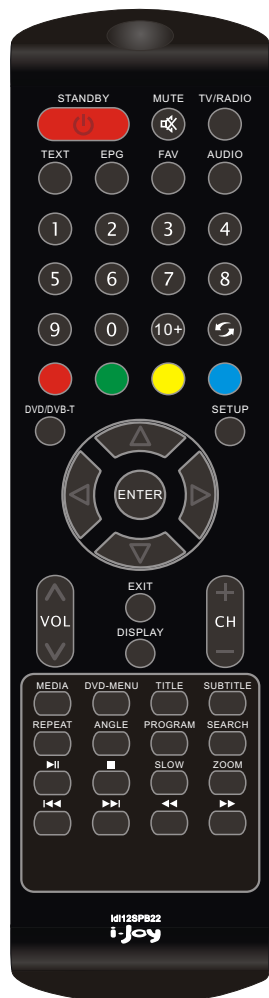 STANDBY MUTE TV/RADIO
TEXT EPG FAV AUDIO
1 2 3 4
5 6 7 8
9 0 10+
DVD/DVB-T SETUP
ENTER
EXIT
VOL CH
DISPLAY
MEDIA DVD-MENU TITLE SUBTITLE
REPEAT ANGLE PROGRAM SEARCH
SLOW ZOOM
IdI12SPB22
i-Joy